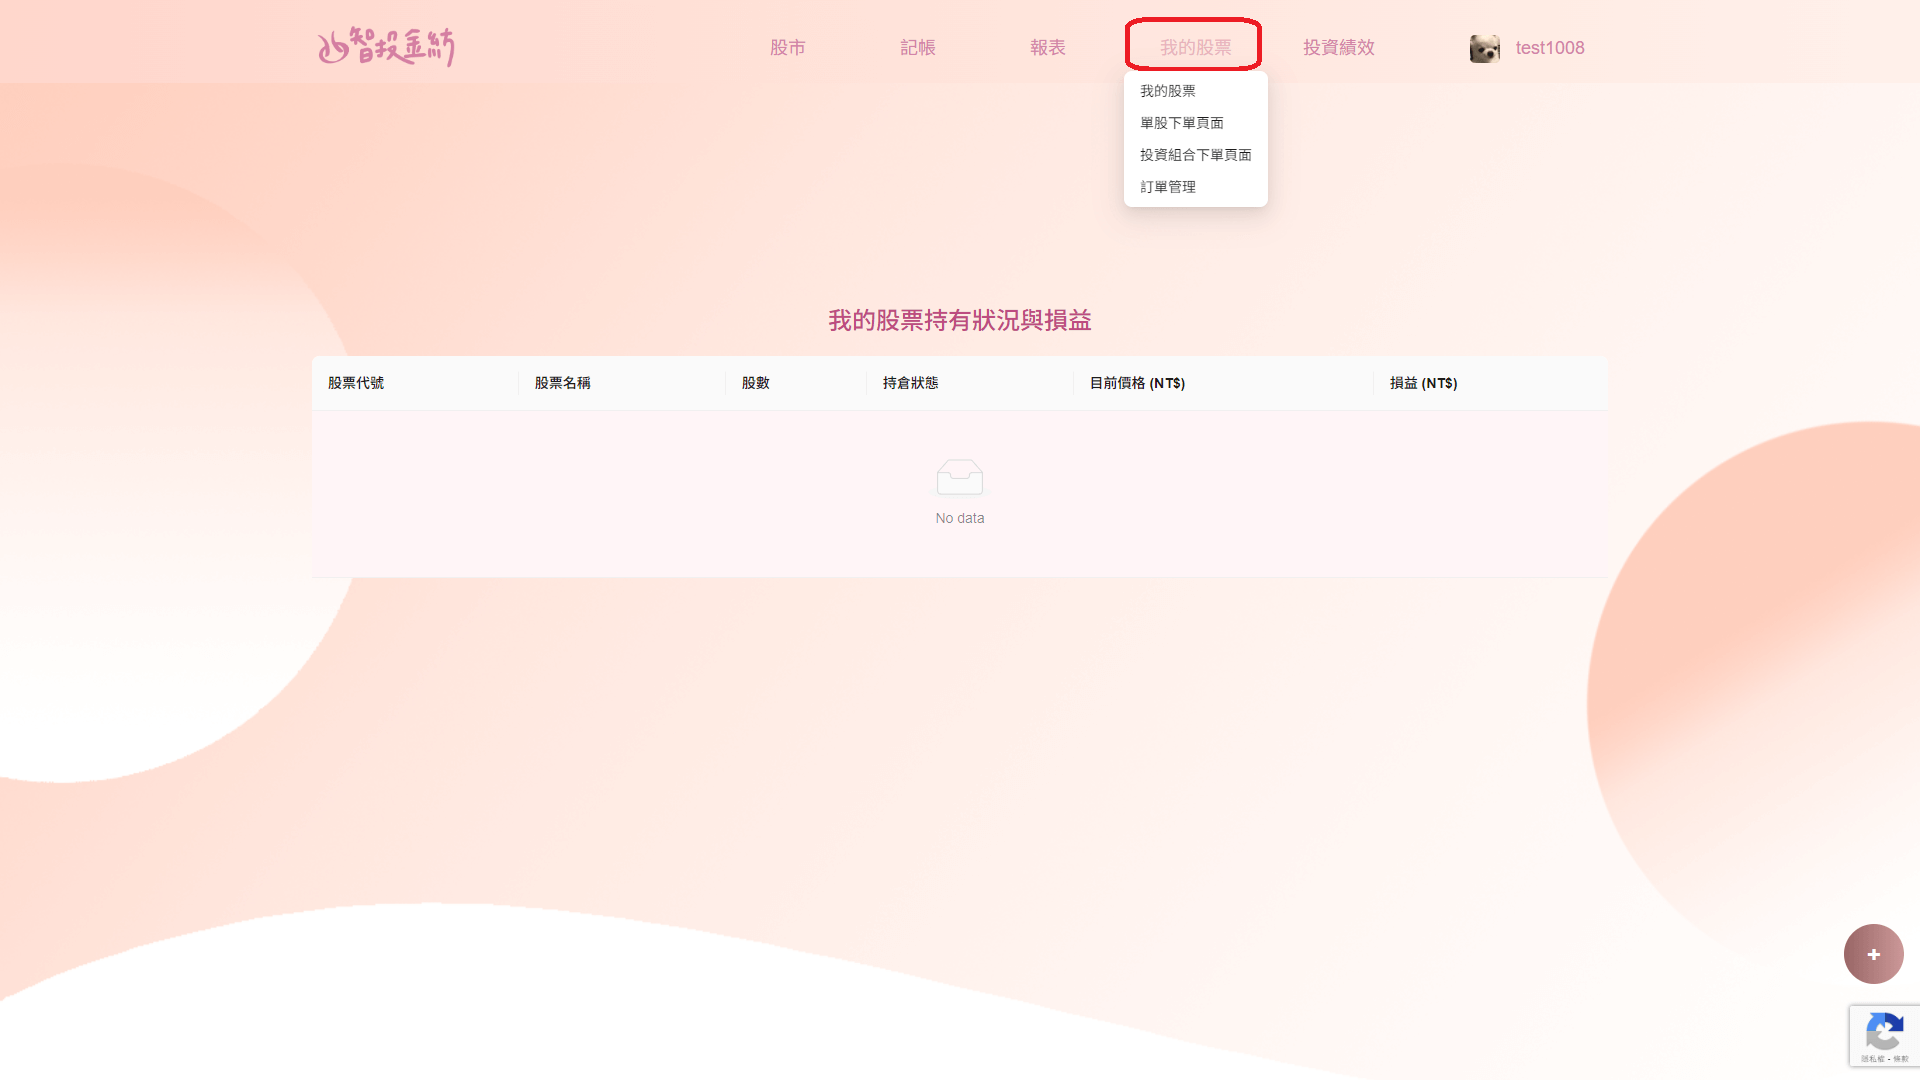 智投金紡
股市
記帳
報表
我的股票
投資績效
test1008
我的股票
單股下單頁面
投資組合下單頁面
訂單管理
我的股票持有狀況與損益
股票代號
股票名稱
股數
持倉狀態
目前價格 (NT$)
損益 (NT$)
No data
+
隱私權 - 條款